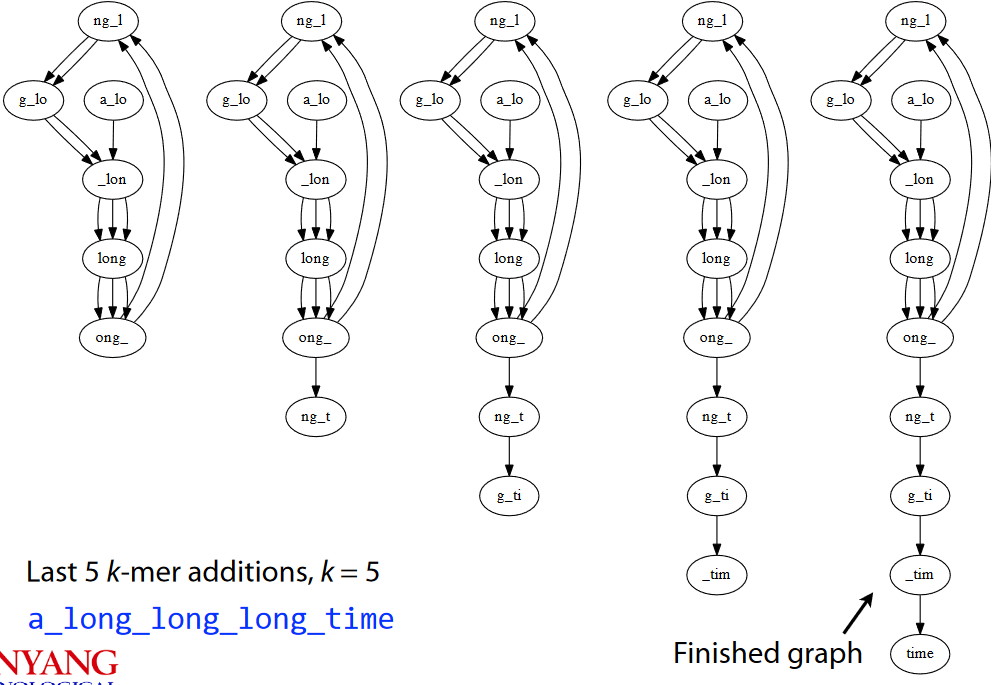 ng_l ng_l ng_l ng_l ng_l
g_lo a_lo g_lo a_lo g_lo a_lo g_lo a_lo g_lo a_lo
_lon _lon _lon _lon _lon
long long long long long
ong_ ong_ ong_ ong_ ong_
ng_t ng_t ng_t ng_t
g_ti g_ti g_ti
_tim _tim
time
Last 5 k-mer additions, k = 5
a_long_long_long_time
Finished graph
NYANG